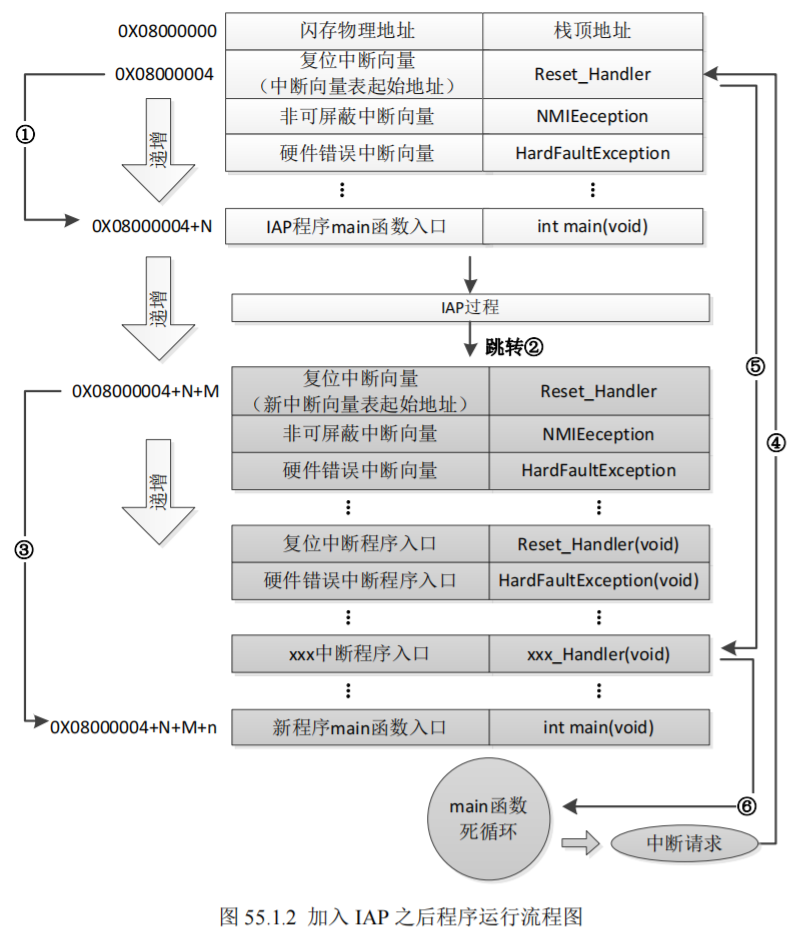 0X08000000 闪存物理地址 栈顶地址
0X08000004 复位中断向量 Reset_Handler
（中断向量表起始地址）
非可屏蔽中断向量 NMIEeception
①
递增
硬件错误中断向量 HardFaultException
0X08000004+N IAP程序main函数入口 int main(void)
递增
IAP过程
跳转②
⑤
0X08000004+N+M 复位中断向量 Reset_Handler
（新中断向量表起始地址）
非可屏蔽中断向量 NMIEeception
④
硬件错误中断向量 HardFaultException
递增
③
复位中断程序入口 Reset_Handler(void)
硬件错误中断程序入口 HardFaultException(void)
xxx中断程序入口 xxx_Handler(void)
0X08000004+N+M+n 新程序main函数入口 int main(void)
⑥
main函数
死循环
中断请求
图 55.1.2 加入 IAP 之后程序运行流程图